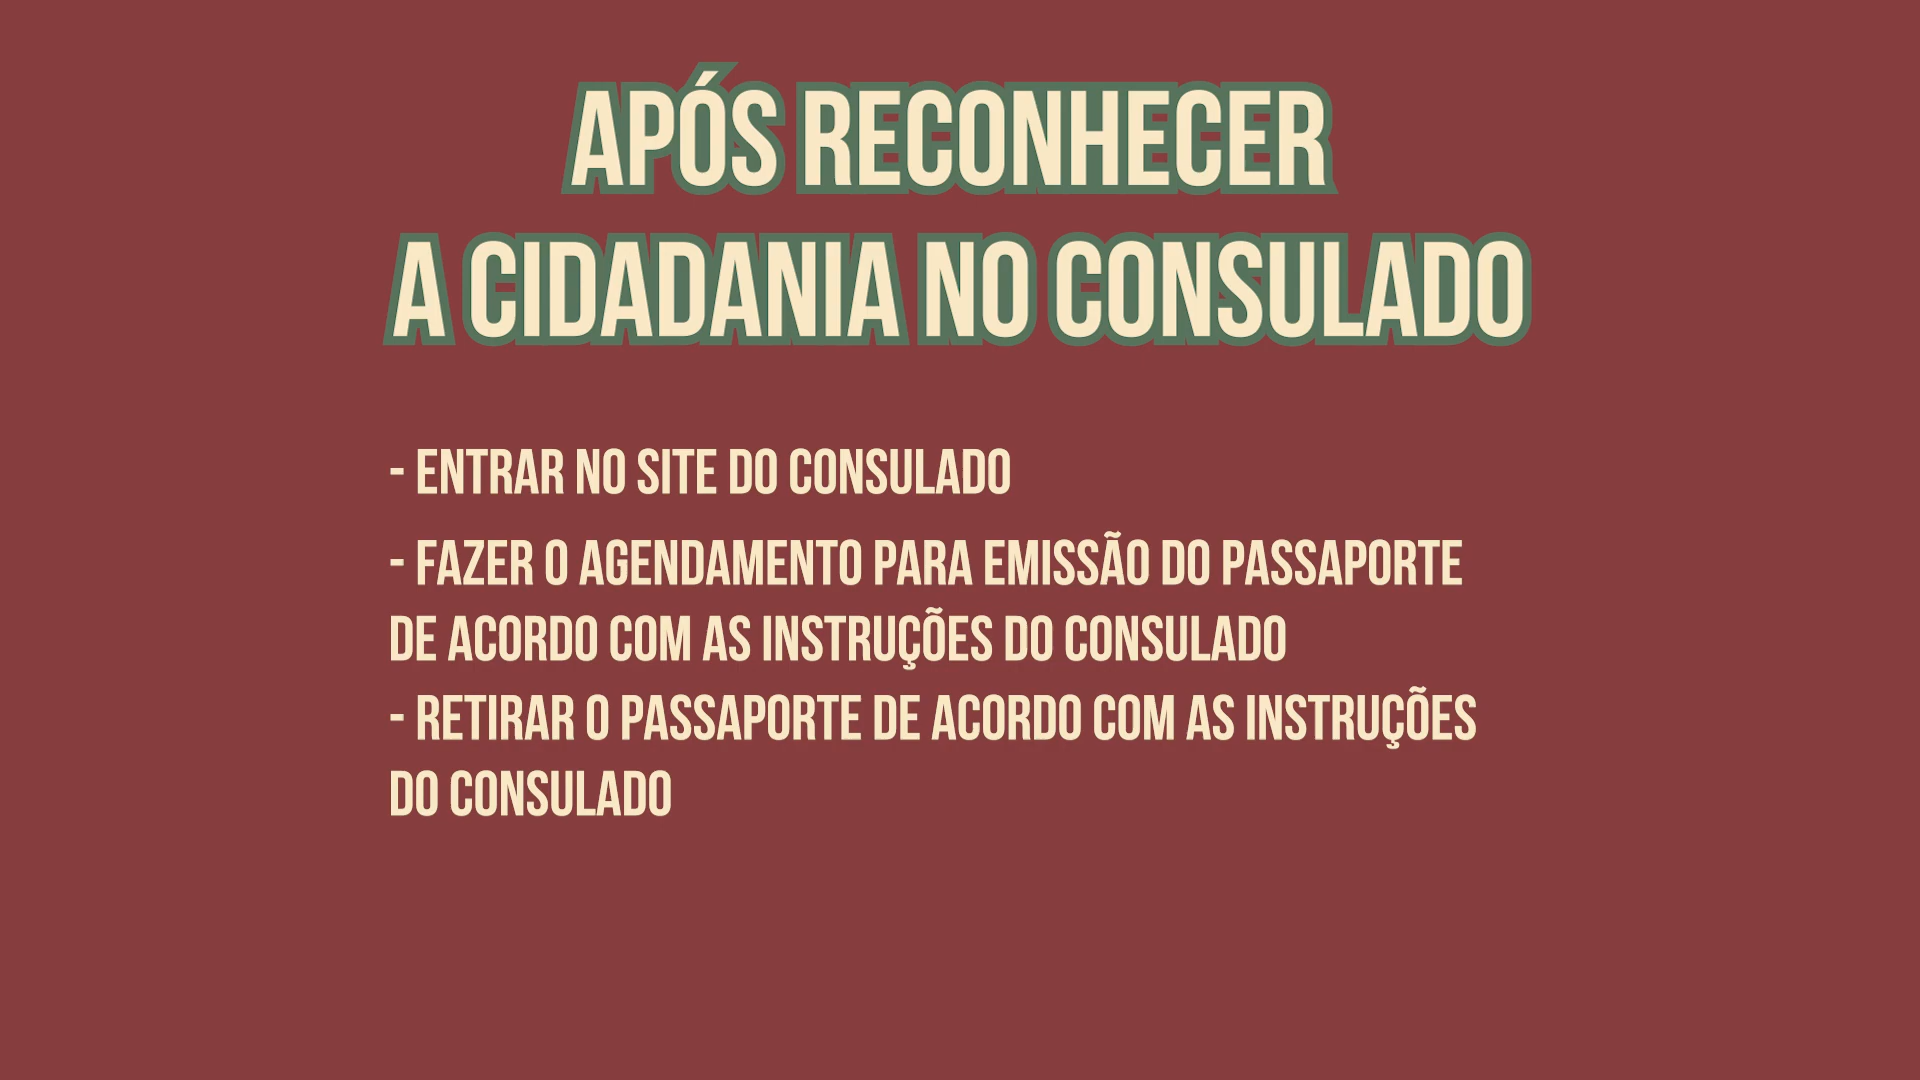 APÓS RECONHECER
A CIDADANIA NO CONSULADO
- ENTRAR NO SITE DO CONSULADO
- FAZER O AGENDAMENTO PARA EMISSÃO DO PASSAPORTE
DE ACORDO COM AS INSTRUÇÕES DO CONSULADO
- RETIRAR O PASSAPORTE DE ACORDO COM AS INSTRUÇÕES
DO CONSULADO